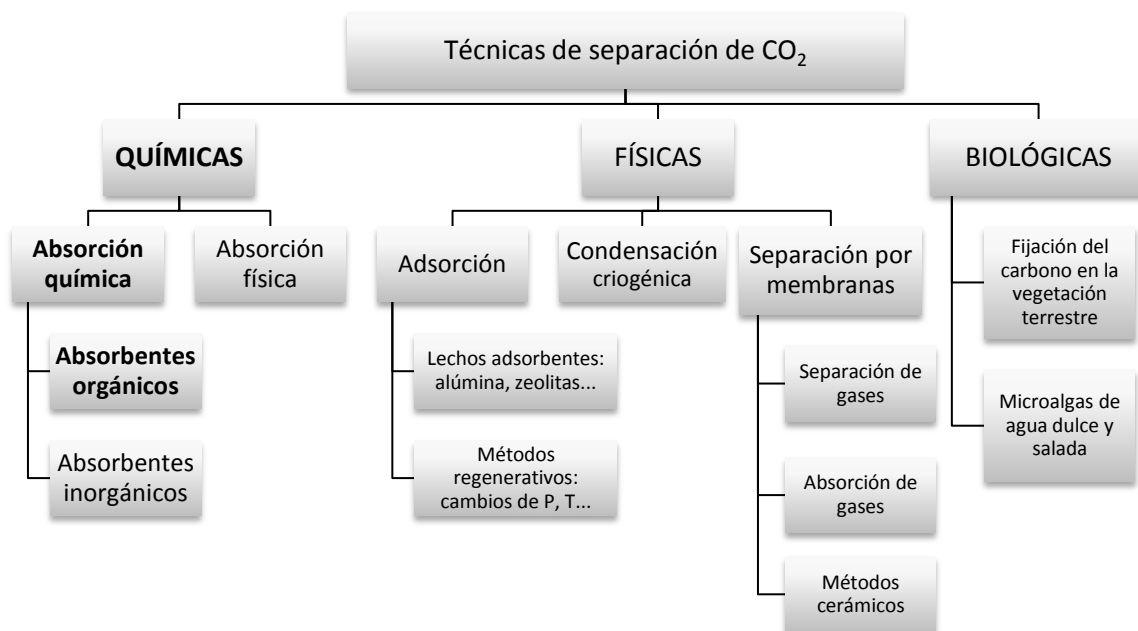 Técnicas de separación de CO₂
QUÍMICAS
Absorción
química
Absorbentes
orgánicos
Absorbentes
inorgánicos
Absorción
física
FÍSICAS
Adsorción
Lechos adsorbentes:
alúmina, zeolitas...
Métodos
regenerativos:
cambios de P, T...
Condensación
criogénica
Separación por
membranas
Separación de
gases
Absorción de
gases
Métodos
cerámicos
BIOLÓGICAS
Fijación del
carbono en la
vegetación
terrestre
Microalgas de
agua dulce y
salada